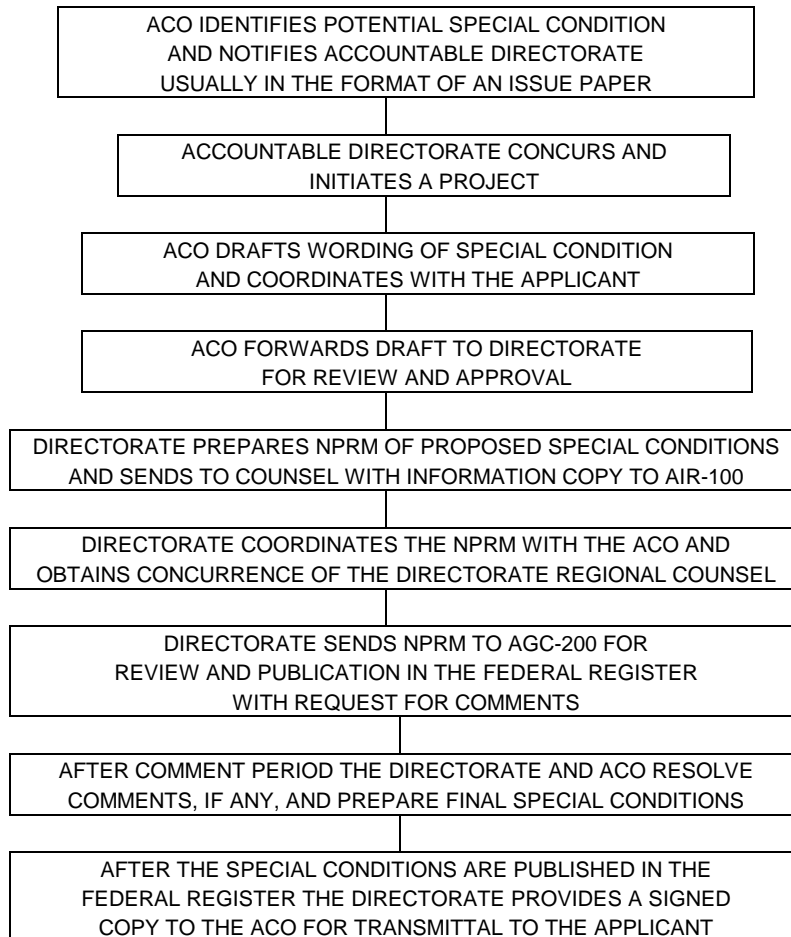 ACO IDENTIFIES POTENTIAL SPECIAL CONDITION
AND NOTIFIES ACCOUNTABLE DIRECTORATE
USUALLY IN THE FORMAT OF AN ISSUE PAPER
ACCOUNTABLE DIRECTORATE CONCURS AND
INITIATES A PROJECT
ACO DRAFTS WORDING OF SPECIAL CONDITION
AND COORDINATES WITH THE APPLICANT
ACO FORWARDS DRAFT TO DIRECTORATE
FOR REVIEW AND APPROVAL
DIRECTORATE PREPARES NPRM OF PROPOSED SPECIAL CONDITIONS
AND SENDS TO COUNSEL WITH INFORMATION COPY TO AIR-100
DIRECTORATE COORDINATES THE NPRM WITH THE ACO AND
OBTAINS CONCURRENCE OF THE DIRECTORATE REGIONAL COUNSEL
DIRECTORATE SENDS NPRM TO AGC-200 FOR
REVIEW AND PUBLICATION IN THE FEDERAL REGISTER
WITH REQUEST FOR COMMENTS
AFTER COMMENT PERIOD THE DIRECTORATE AND ACO RESOLVE
COMMENTS, IF ANY, AND PREPARE FINAL SPECIAL CONDITIONS
AFTER THE SPECIAL CONDITIONS ARE PUBLISHED IN THE
FEDERAL REGISTER THE DIRECTORATE PROVIDES A SIGNED
COPY TO THE ACO FOR TRANSMITTAL TO THE APPLICANT